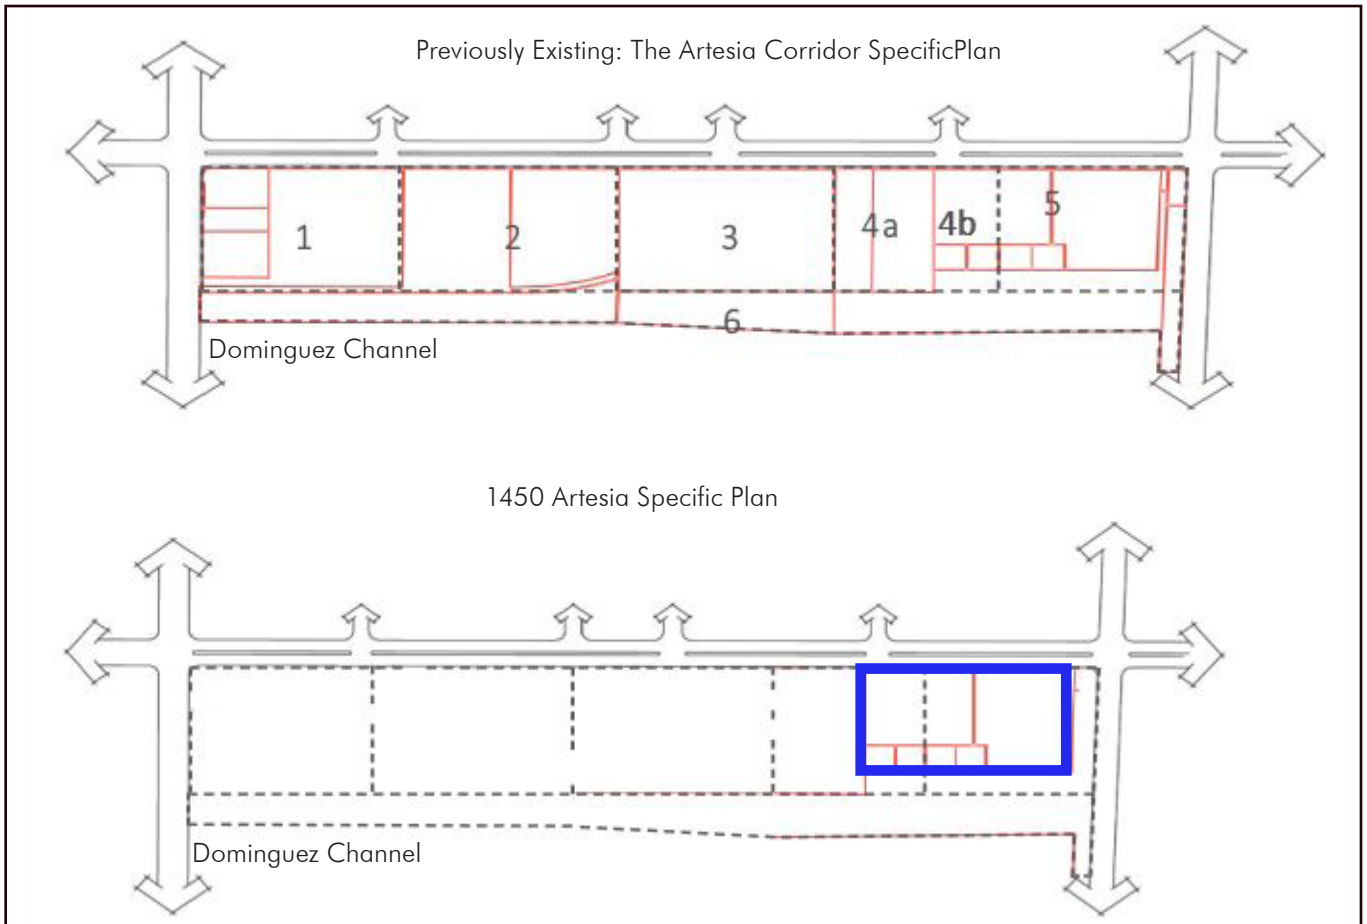 Previously Existing: The Artesia Corridor SpecificPlan
1
2
3
4a
4b
5
6
Dominguez Channel
1450 Artesia Specific Plan
Dominguez Channel